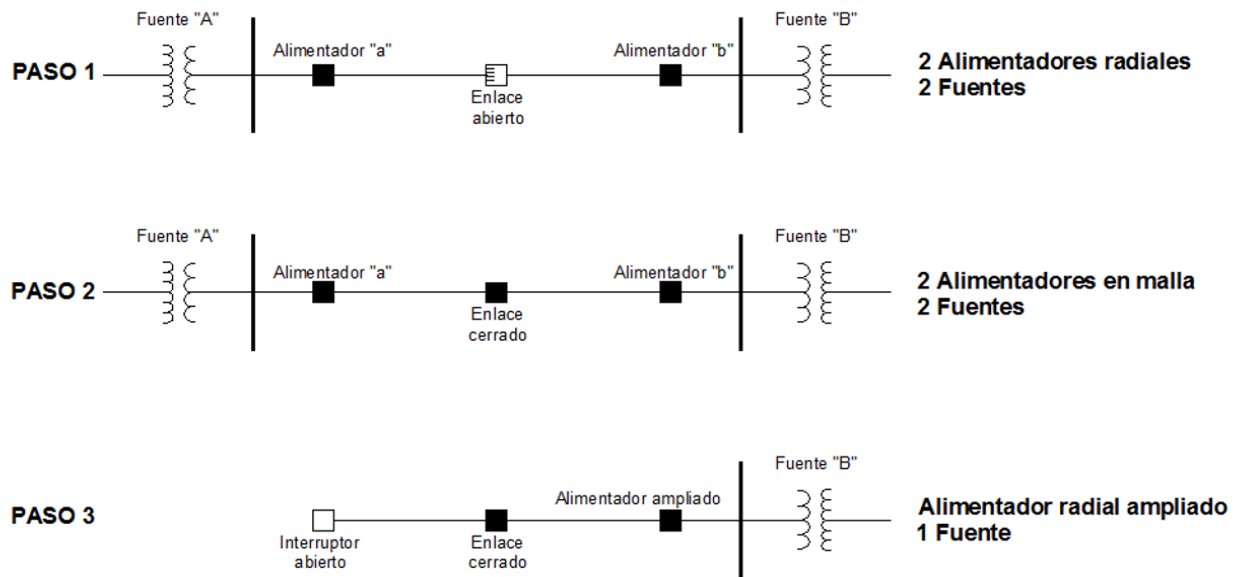 Fuente "A"
Fuente "B"
Alimentador "a"
Alimentador "b"
PASO 1
Enlace
abierto
2 Alimentadores radiales
2 Fuentes
Fuente "A"
Fuente "B"
Alimentador "a"
Alimentador "b"
PASO 2
Enlace
cerrado
2 Alimentadores en malla
2 Fuentes
Fuente "B"
Alimentador ampliado
PASO 3
Interruptor
abierto
Enlace
cerrado
Alimentador radial ampliado
1 Fuente